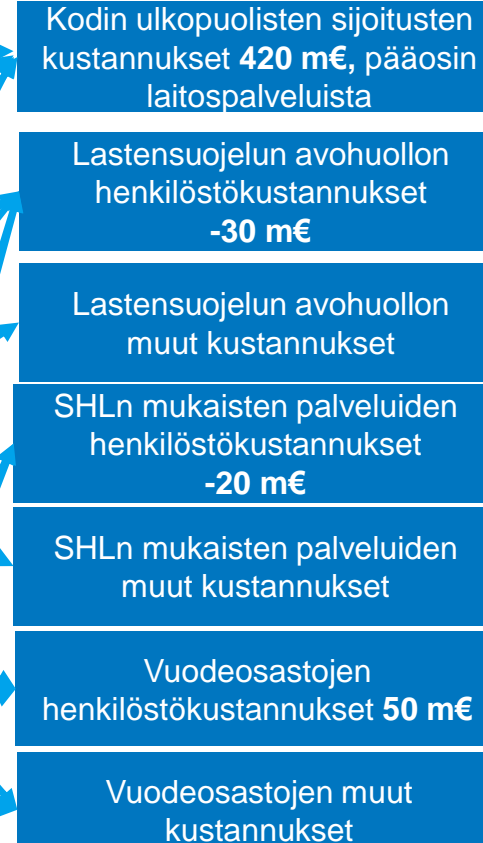 Kodin ulkopuolisten sijoitusten
kustannukset 420 m€, pääosin
laitospalveluista
Lastensuojelun avohuollon
henkilöstökustannukset
-30 m€
Lastensuojelun avohuollon
muut kustannukset
SHLn mukaisten palveluiden
henkilöstökustannukset
-20 m€
SHLn mukaisten palveluiden
muut kustannukset
Vuodeosastojen
henkilöstökustannukset 50 m€
Vuodeosastojen muut
kustannukset